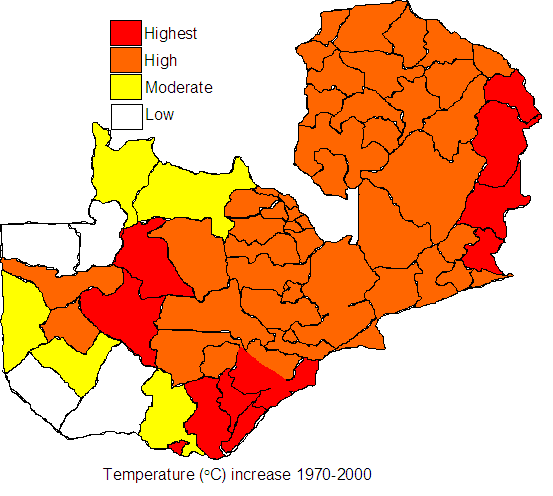 Highest
High
Moderate
Low
Temperature (°C) increase 1970-2000